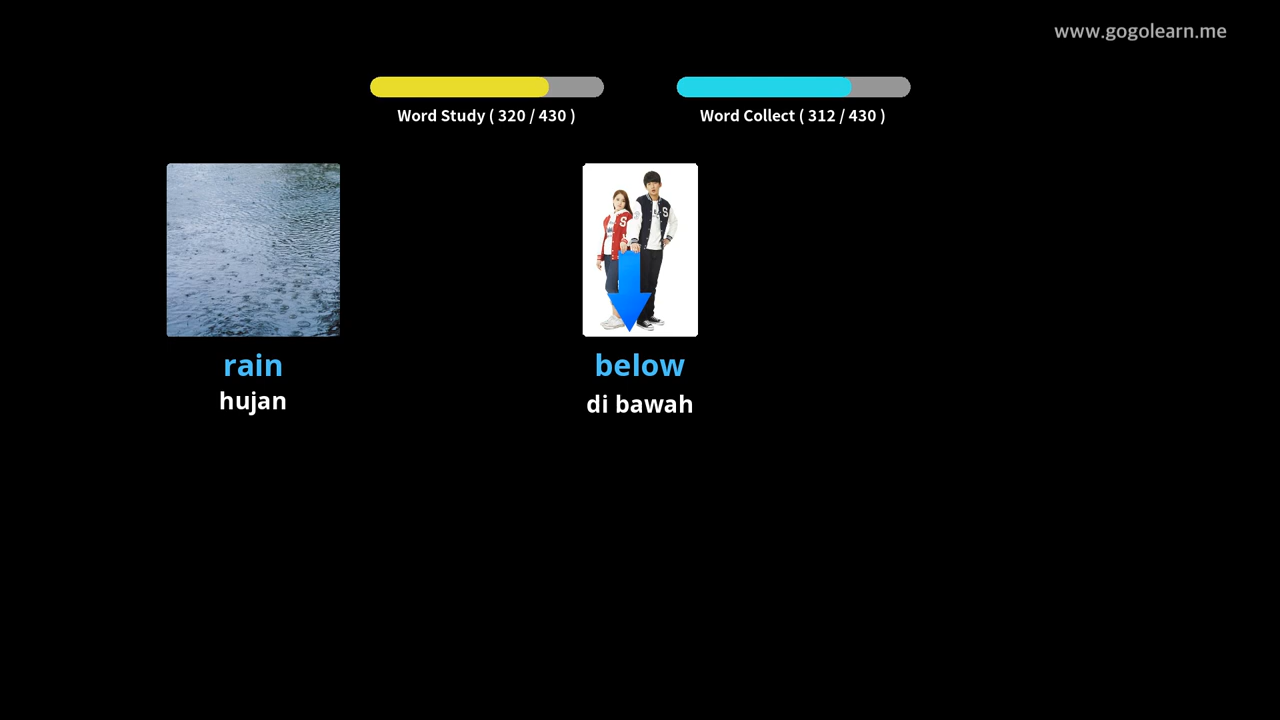 www.gogolearn.me
Word Study ( 320 / 430 )
Word Collect ( 312 / 430 )
S
S
rain
hujan
below
di bawah